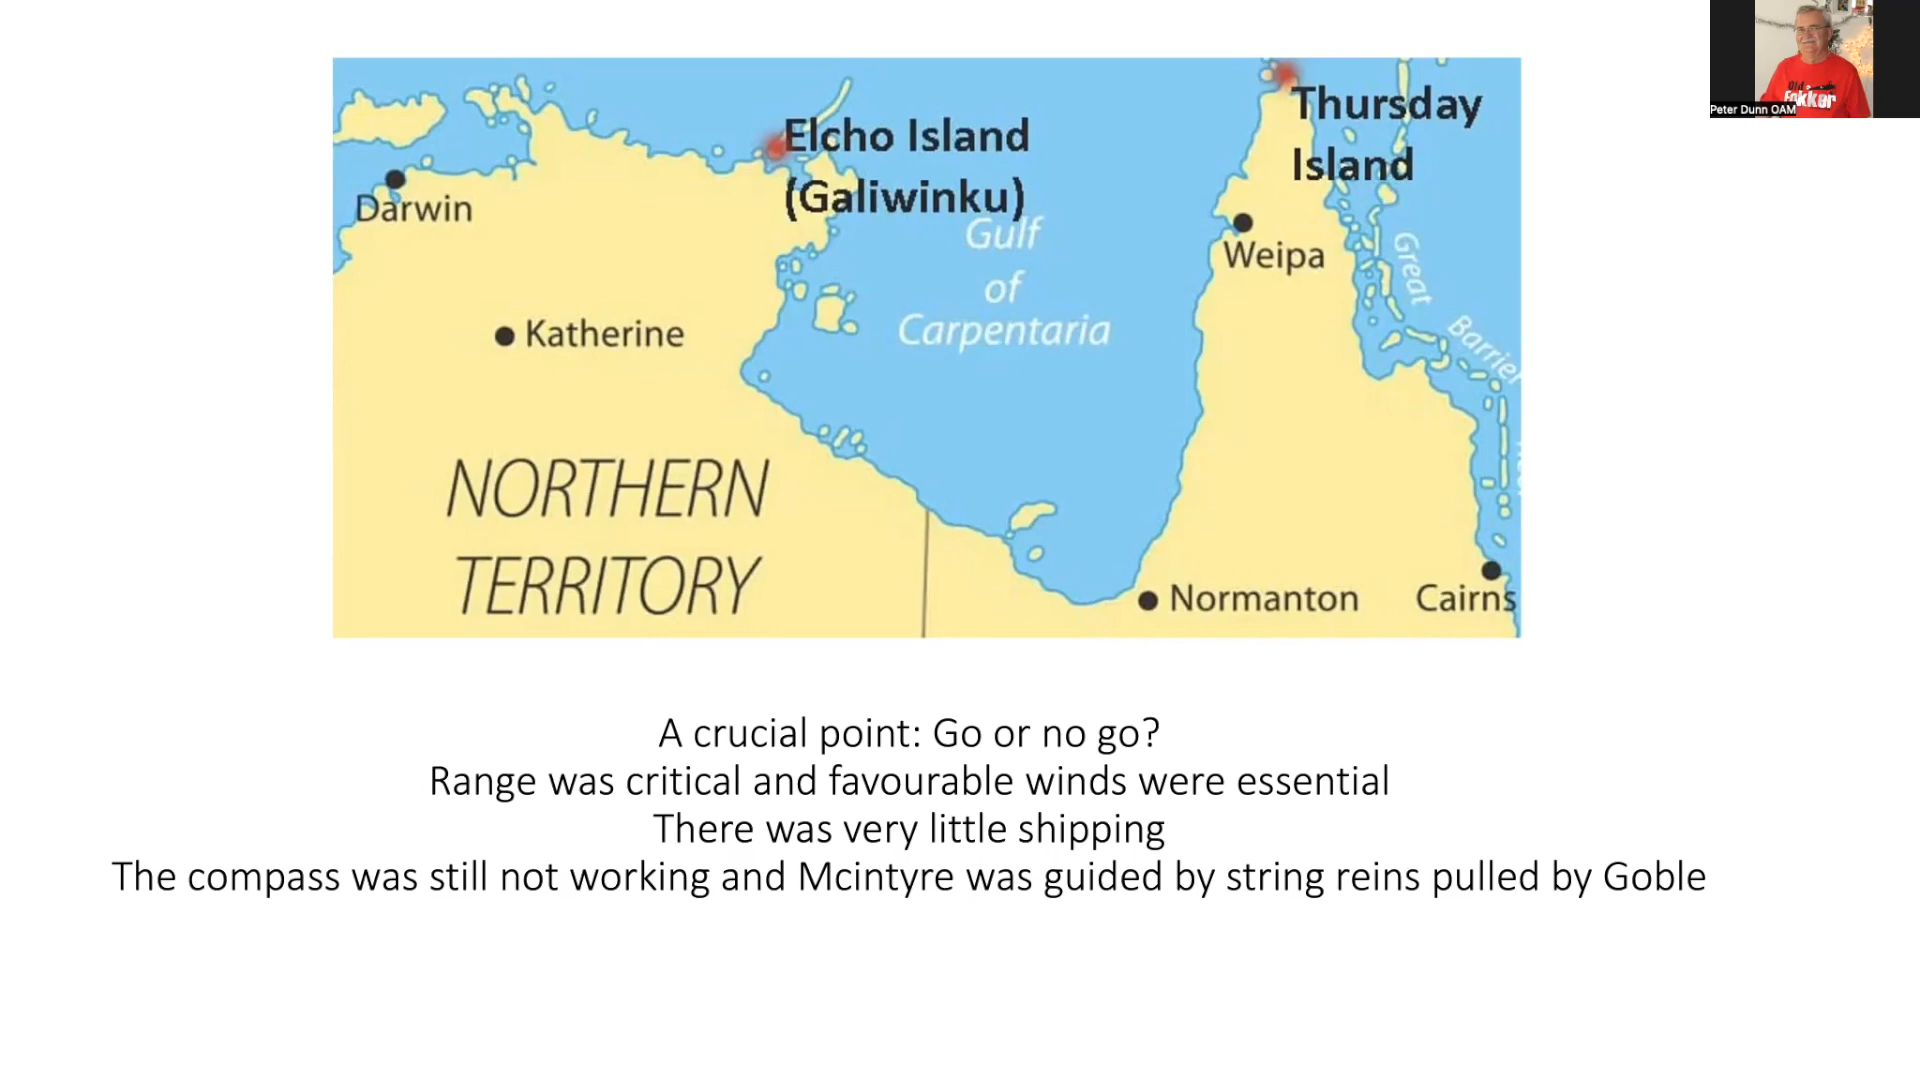 Old
Fokker
Peter Dunn OAM
Thursday
Island
Elcho Island
(Galiwinku)
Darwin
Gulf
of
Carpentaria
Weipa
Great
Barrier
Katherine
NORTHERN
TERRITORY
Normanton
Cairns
A crucial point: Go or no go?
Range was critical and favourable winds were essential
There was very little shipping
The compass was still not working and Mcintyre was guided by string reins pulled by Goble